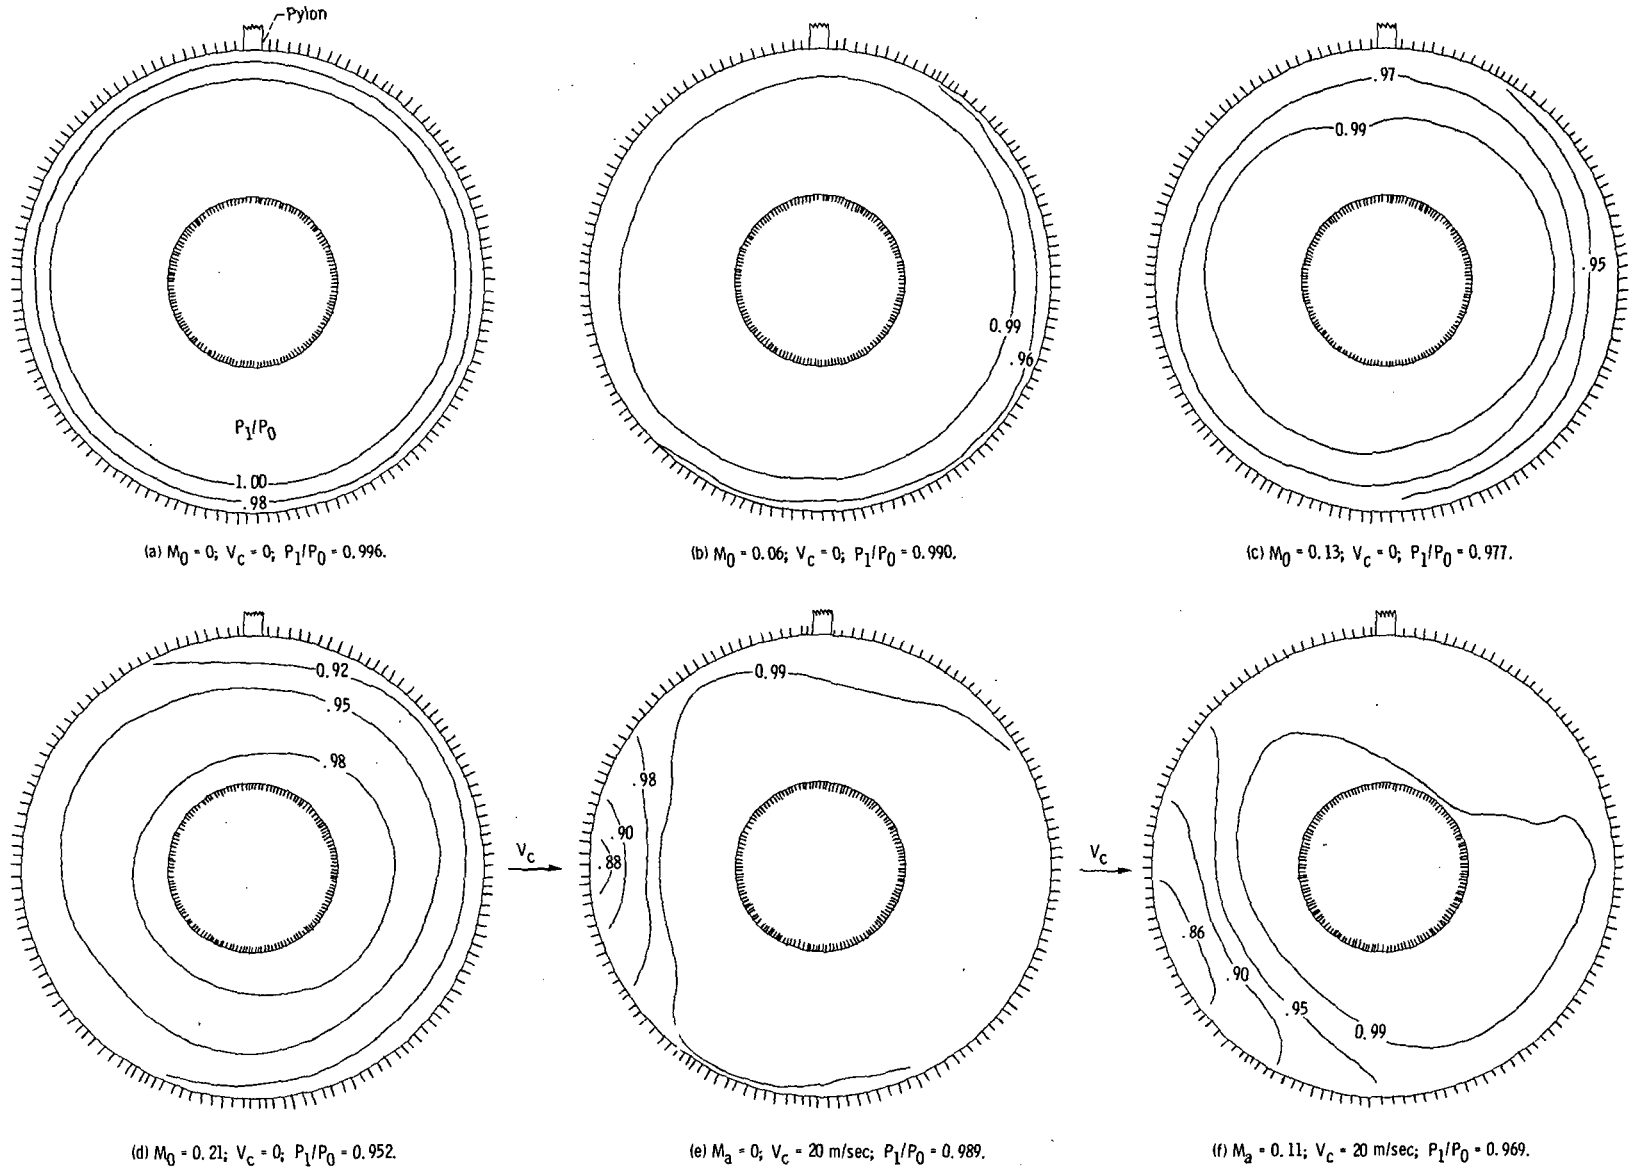 Pylon
P1/P0
1.00
.98
(a) M0 = 0; Vc = 0; P1/P0 = 0.996.
0.99
.96
(b) M0 = 0.06; Vc = 0; P1/P0 = 0.990.
.97
0.99
.95
(c) M0 = 0.13; Vc = 0; P1/P0 = 0.977.
0.92
.95
.98
(d) M0 = 0.21; Vc = 0; P1/P0 = 0.952.
Vc
0.99
.98
.90
.88
(e) Ma = 0; Vc = 20 m/sec; P1/P0 = 0.989.
Vc
.86
.90
.95
0.99
(f) Ma = 0.11; Vc = 20 m/sec; P1/P0 = 0.969.